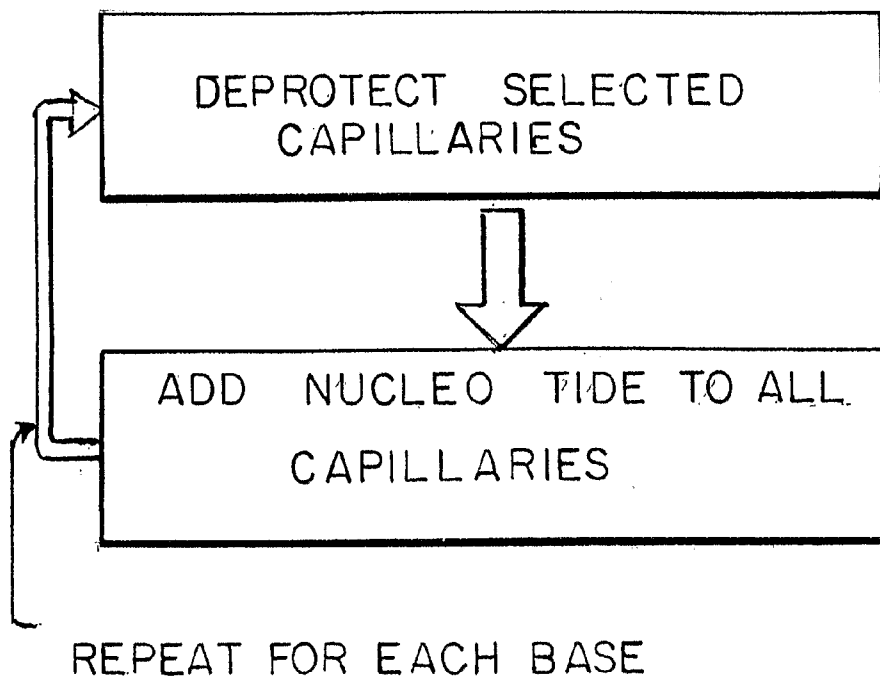 DEPROTECT SELECTED
CAPILLARIES
ADD NUCLEO TIDE TO ALL
CAPILLARIES
REPEAT FOR EACH BASE